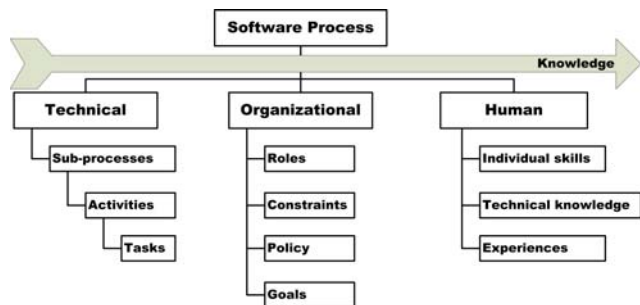 Software Process
Knowledge
Technical
Organizational
Human
Sub-processes
Roles
Individual skills
Activities
Constraints
Technical knowledge
Tasks
Policy
Experiences
Goals